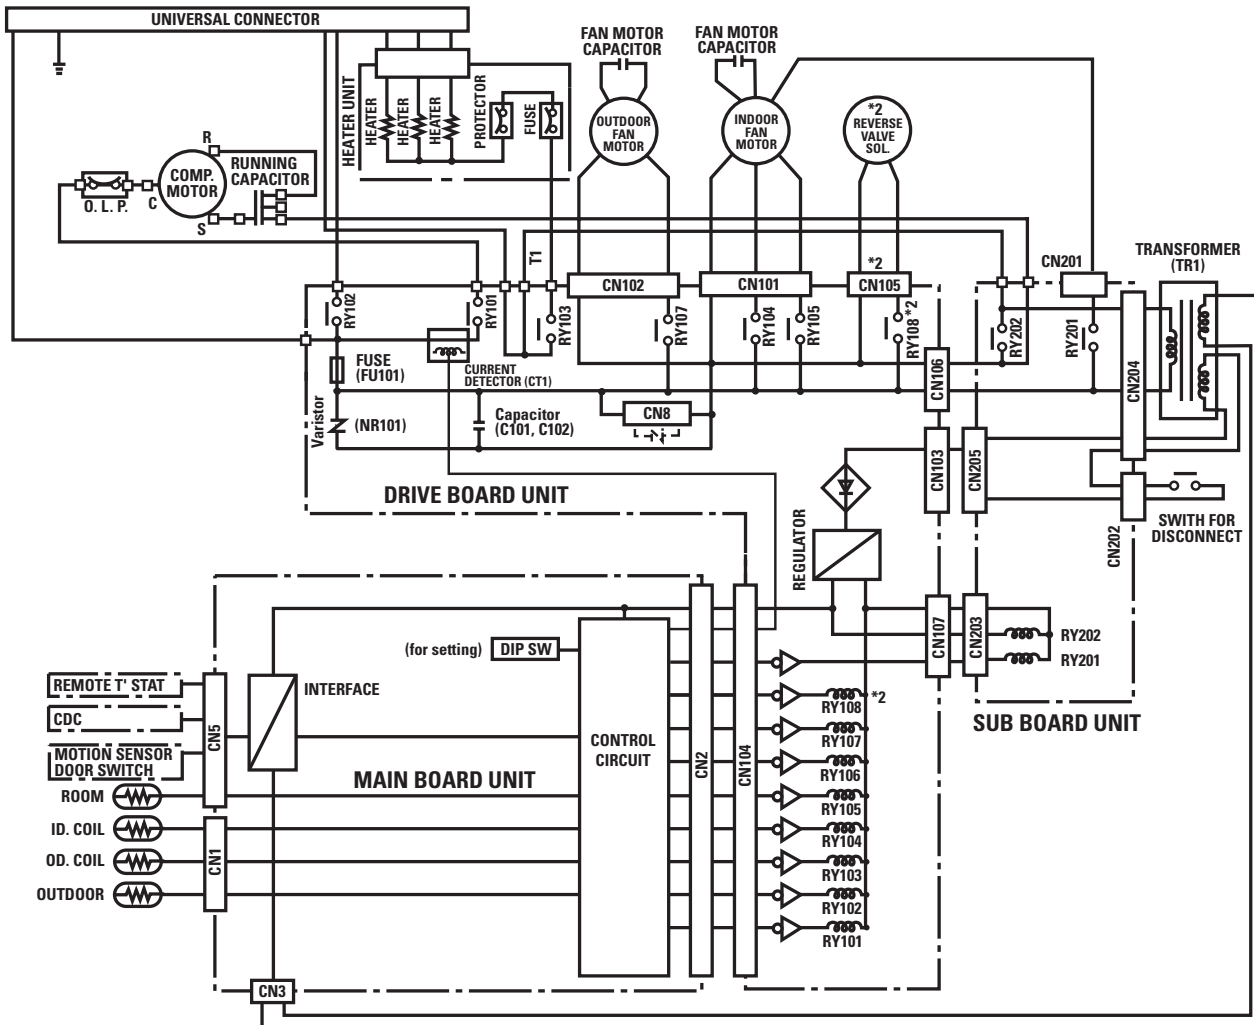 UNIVERSAL CONNECTOR
FAN MOTOR
CAPACITOR
FAN MOTOR
CAPACITOR
HEATER UNIT
HEATER
HEATER
HEATER
PROTECTOR
FUSE
OUTDOOR
FAN
MOTOR
INDOOR
FAN
MOTOR
*2
REVERSE
VALVE
SOL.
R
COMP.
MOTOR
RUNNING
CAPACITOR
O. L. P.
C
S
T1
*2
CN201
TRANSFORMER
(TR1)
CN102
CN101
CN105
RY102
RY101
RY103
RY107
RY104
RY105
RY108 *2
RY202
RY201
CN204
CN106
FUSE
(FU101)
CURRENT
DETECTOR (CT1)
Varistor
(NR101)
Capacitor
(C101, C102)
CN8
CN103
CN205
DRIVE BOARD UNIT
REGULATOR
CN202
SWITH FOR
DISCONNECT
CN107
CN203
RY202
RY201
SUB BOARD UNIT
(for setting)
DIP SW
REMOTE T' STAT
CDC
MOTION SENSOR
DOOR SWITCH
CN5
INTERFACE
CONTROL
CIRCUIT
CN2
CN104
MAIN BOARD UNIT
ROOM
ID. COIL
OD. COIL
OUTDOOR
CN1
RY108
*2
RY107
RY106
RY105
RY104
RY103
RY102
RY101
CN3